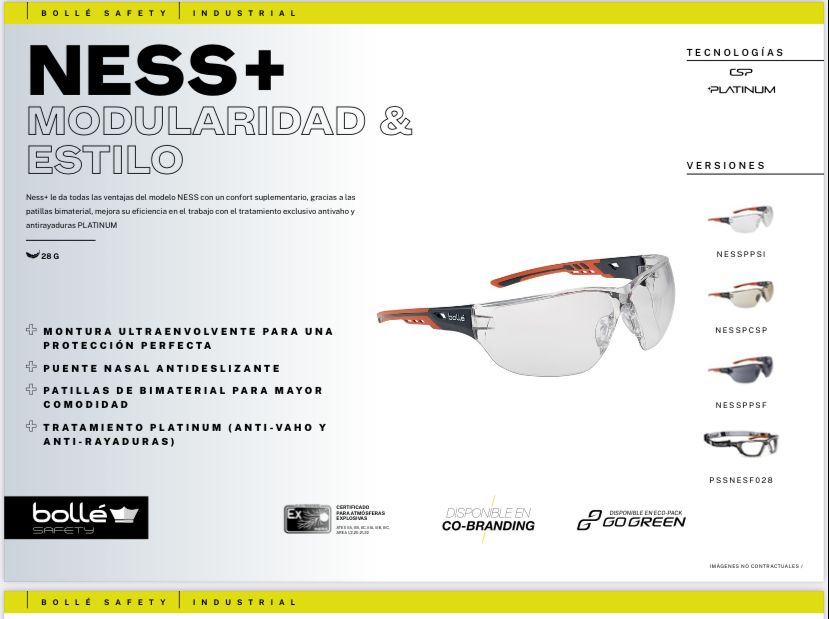 BOLLÉ SAFETY | INDUSTRIAL
NESS+
MODULARIDAD &
ESTILO
Ness+ le da todas las ventajas del modelo NESS con un confort suplementario, gracias a las
patillas bimaterial, mejora su eficiencia en el trabajo con el tratamiento exclusivo antivaho y
antirayaduras PLATINUM
28 G
MONTURA ULTRAENVOLVENTE PARA UNA
PROTECCIÓN PERFECTA
PUENTE NASAL ANTIDESLIZANTE
PATILLAS DE BIMATERIAL PARA MAYOR
COMODIDAD
TRATAMIENTO PLATINUM (ANTI-VAHO Y
ANTI-RAYADURAS)
bollé
TECNOLOGÍAS
CSP
+PLATINUM
VERSIONES
NESSPPSI
NESSPCSP
NESSPPSF
PSSNESF028
bollé
SAFETY
Ex
CERTIFICADO
PARA ATMÓSFERAS
EXPLOSIVAS
DISPONIBLE EN
CO-BRANDING
DISPONIBLE EN ECO-PACK
GO GREEN
IMÁGENES NO CONTRACTUALES /
BOLLÉ SAFETY | INDUSTRIAL